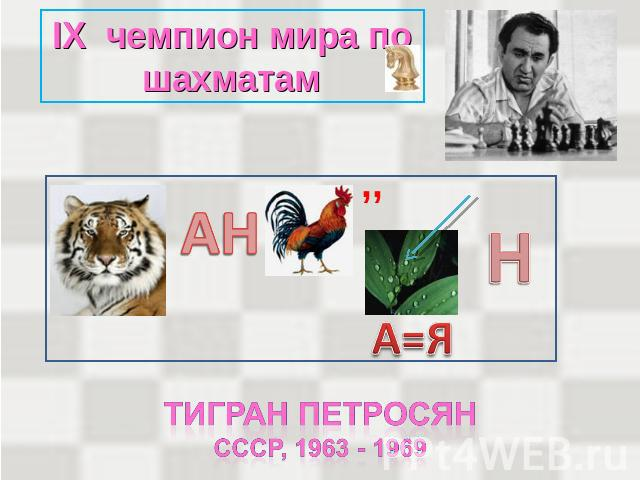 IX чемпион мира по
шахматам
АН
,,
Н
А=Я
ТИГРАН ПЕТРОСЯН
СССР, 1963 - 1969
PPt4WEB.ru